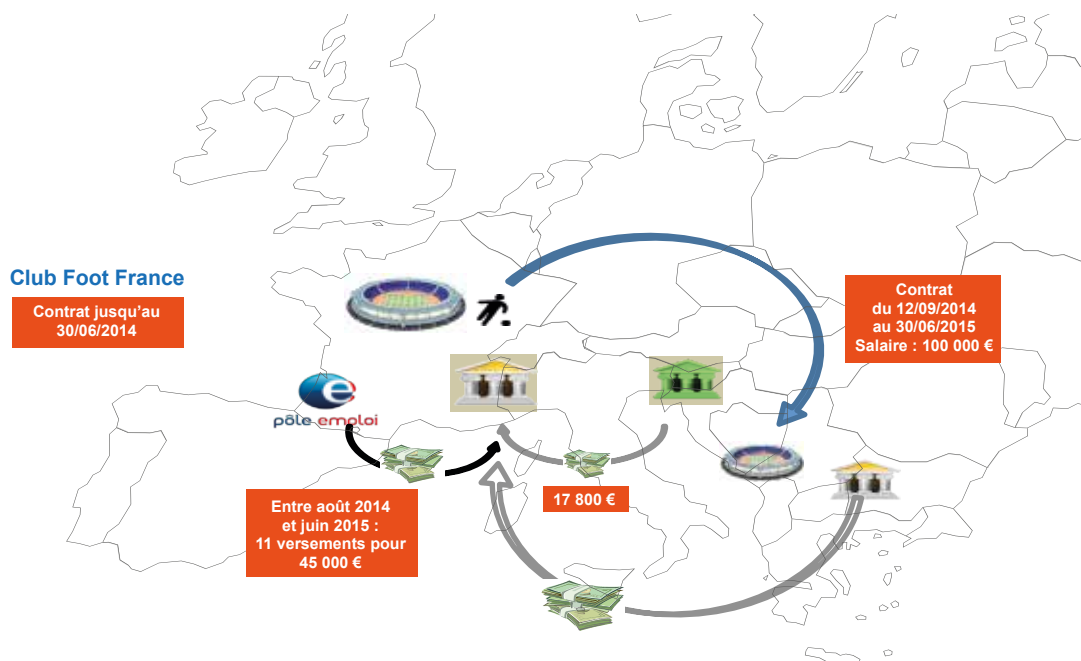 Club Foot France
Contrat jusqu'au
30/06/2014
Contrat
du 12/09/2014
au 30/06/2015
Salaire : 100 000 €
pôle emploi
17 800 €
Entre août 2014
et juin 2015 :
11 versements pour
45 000 €